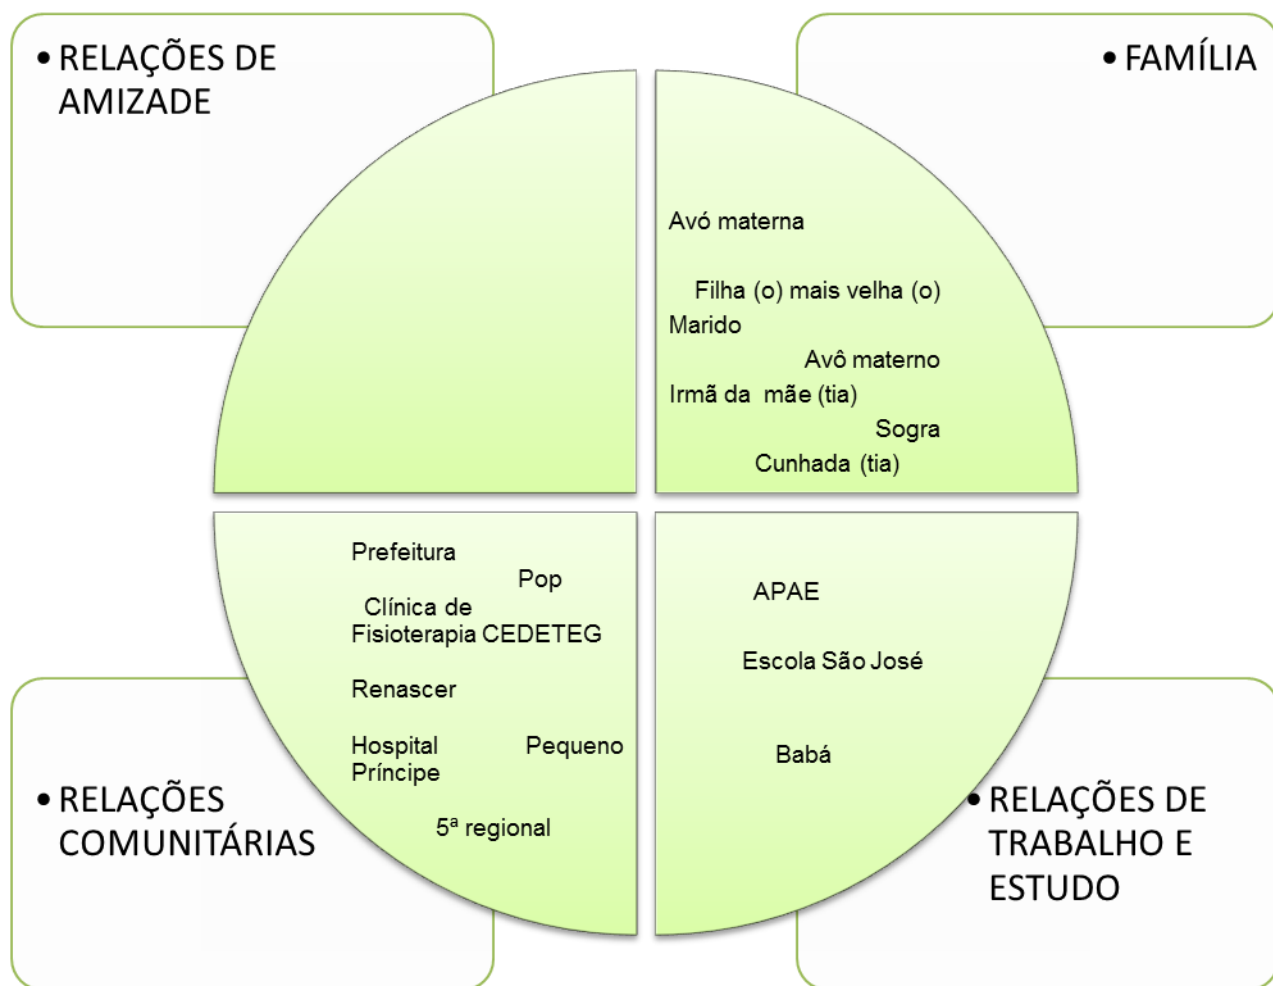 • RELAÇÕES DE
AMIZADE
• FAMÍLIA
Avó materna
Filha (o) mais velha (o)
Marido
Avô materno
Irmã da mãe (tia)
Sogra
Cunhada (tia)
Prefeitura
Pop
Clínica de
Fisioterapia CEDETEG
Renascer
Hospital Pequeno
Príncipe
5ª regional
• RELAÇÕES
COMUNITÁRIAS
APAE
Escola São José
Babá
• RELAÇÕES DE
TRABALHO E
ESTUDO